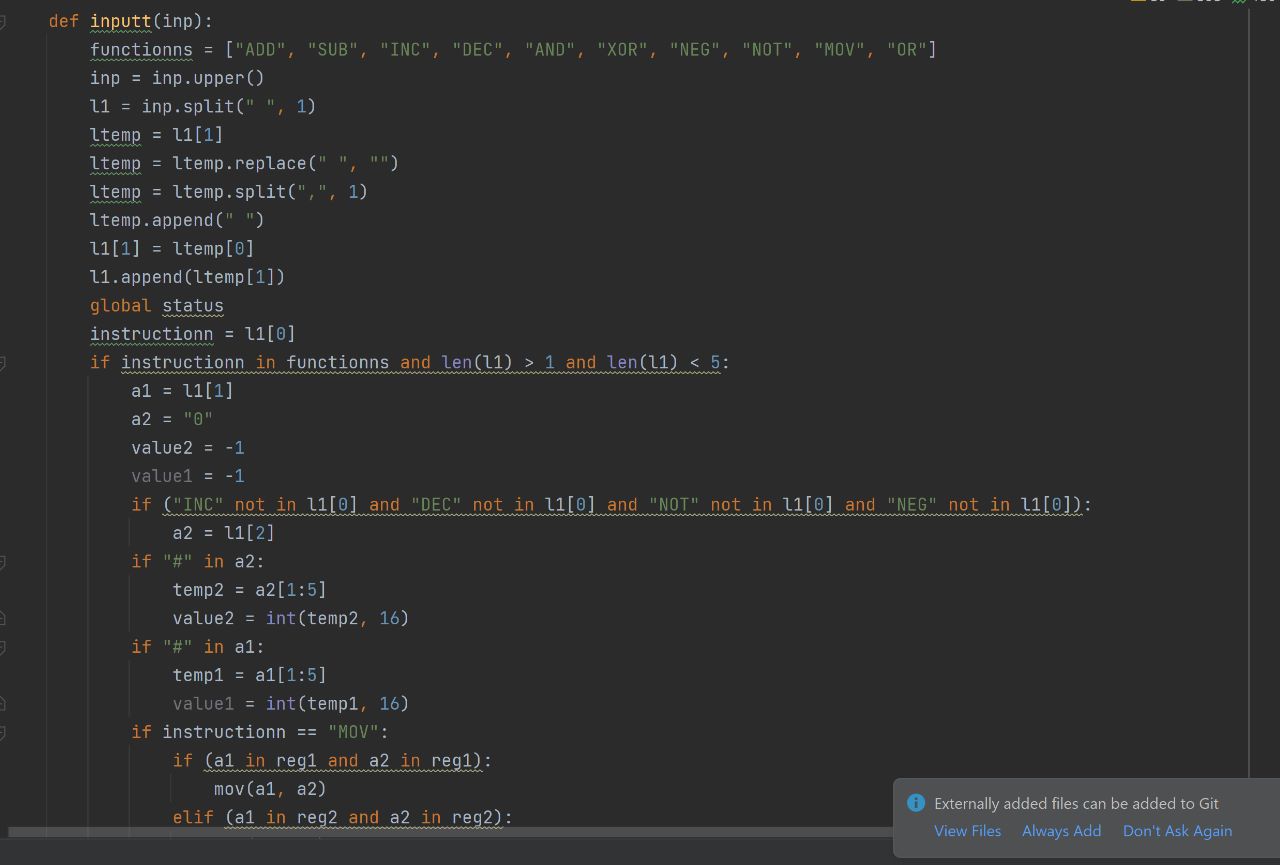 def inputt(inp):
    functionns = ["ADD", "SUB", "INC", "DEC", "AND", "XOR", "NEG", "NOT", "MOV", "OR"]
    inp = inp.upper()
    l1 = inp.split(" ", 1)
    ltemp = l1[1]
    ltemp = ltemp.replace(" ", "")
    ltemp = ltemp.split(",", 1)
    ltemp.append(" ")
    l1[1] = ltemp[0]
    l1.append(ltemp[1])
    global status
    instructionn = l1[0]
    if instructionn in functionns and len(l1) > 1 and len(l1) < 5:
        a1 = l1[1]
        a2 = "0"
        value2 = -1
        value1 = -1
        if ("INC" not in l1[0] and "DEC" not in l1[0] and "NOT" not in l1[0] and "NEG" not in l1[0]):
            a2 = l1[2]
        if "#" in a2:
            temp2 = a2[1:5]
            value2 = int(temp2, 16)
        if "#" in a1:
            temp1 = a1[1:5]
            value1 = int(temp1, 16)
        if instructionn == "MOV":
            if (a1 in reg1 and a2 in reg1):
                mov(a1, a2)
            elif (a1 in reg2 and a2 in reg2):
Externally added files can be added to Git
View Files Always Add Don't Ask Again